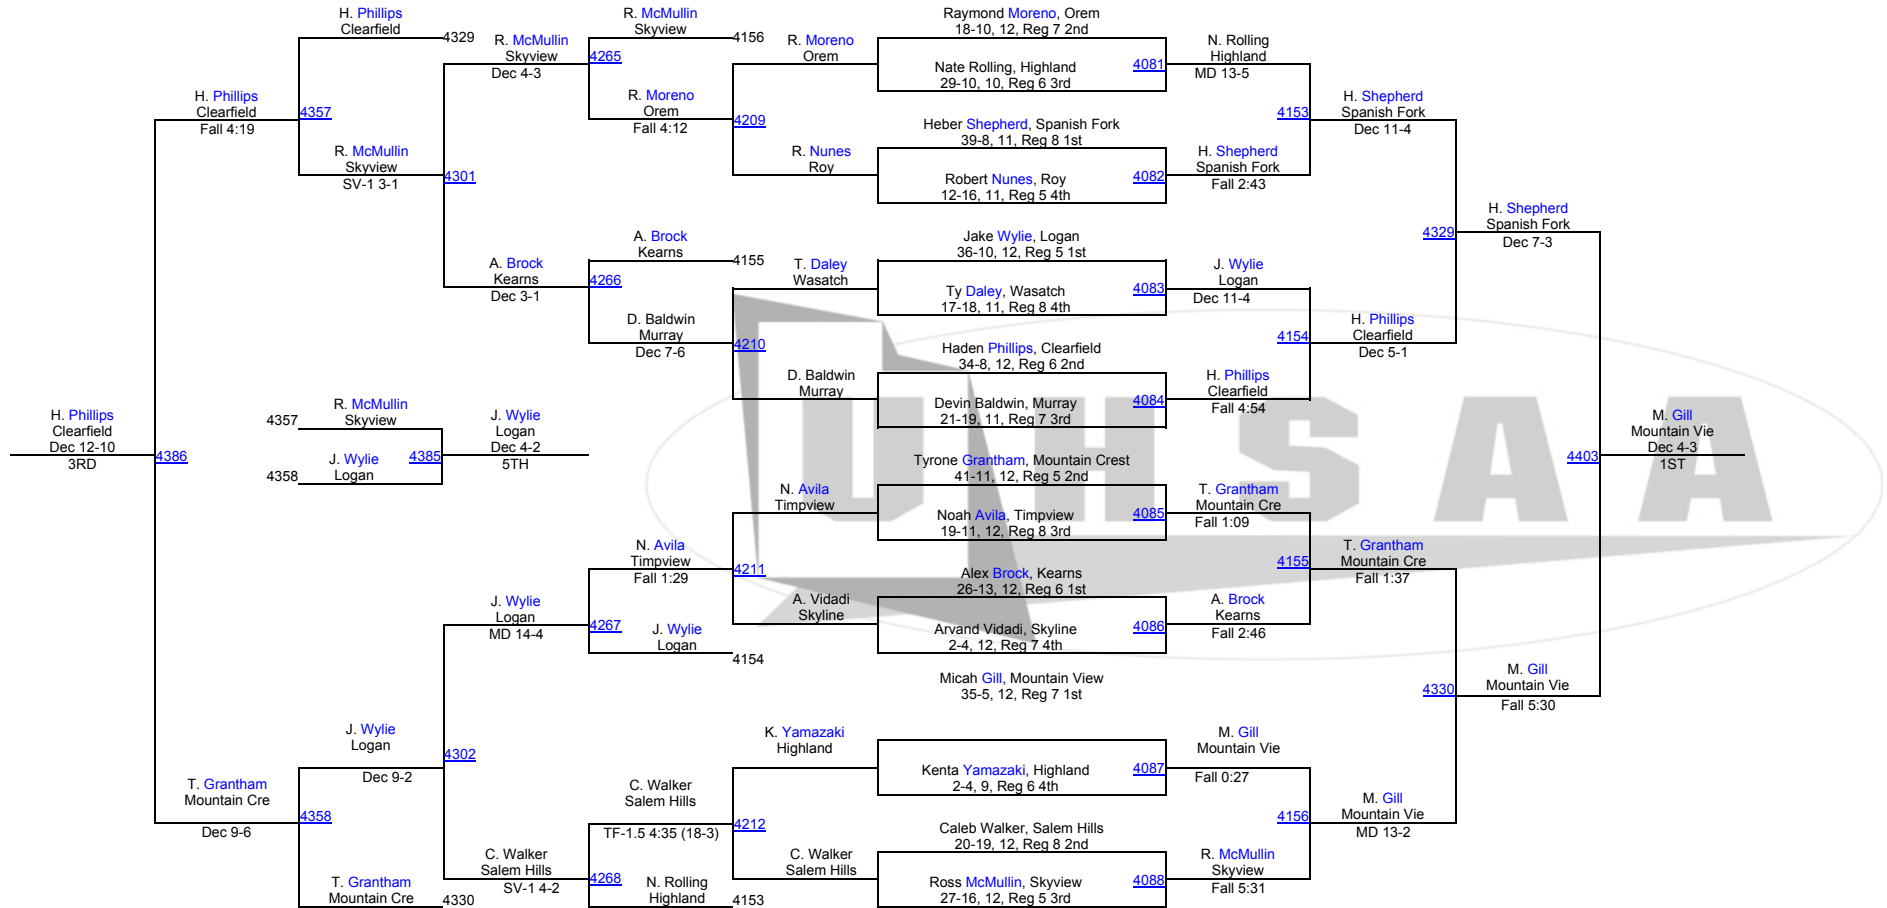 H. Phillips
Clearfield
4329
R. McMullin
Skyview
Dec 4-3
R. McMullin
Skyview
4156
4265
R. Moreno
Orem
Fall 4:12
R. Moreno
Orem
4209
R. Nunes
Roy
H. Phillips
Clearfield
Fall 4:19
4357
R. McMullin
Skyview
SV-1 3-1
4301
A. Brock
Kearns
Dec 3-1
A. Brock
Kearns
4155
4266
D. Baldwin
Murray
Dec 7-6
T. Daley
Wasatch
4210
D. Baldwin
Murray
Raymond Moreno, Orem
18-10, 12, Reg 7 2nd
Nate Rolling, Highland
29-10, 10, Reg 6 3rd
4081
N. Rolling
Highland
MD 13-5
Heber Shepherd, Spanish Fork
39-8, 11, Reg 8 1st
Robert Nunes, Roy
12-16, 11, Reg 5 4th
4082
H. Shepherd
Spanish Fork
Fall 2:43
4153
H. Shepherd
Spanish Fork
Dec 11-4
Jake Wylie, Logan
36-10, 12, Reg 5 1st
Ty Daley, Wasatch
17-18, 11, Reg 8 4th
4083
J. Wylie
Logan
Dec 11-4
Haden Phillips, Clearfield
34-8, 12, Reg 6 2nd
Devin Baldwin, Murray
21-19, 11, Reg 7 3rd
4084
H. Phillips
Clearfield
Fall 4:54
4154
H. Phillips
Clearfield
Dec 5-1
4329
H. Shepherd
Spanish Fork
Dec 7-3
H. Phillips
Clearfield
Dec 12-10
3RD
4386
4357
R. McMullin
Skyview
4358
J. Wylie
Logan
4385
J. Wylie
Logan
Dec 4-2
5TH
UHSAA
4403
M. Gill
Mountain Vie
Dec 4-3
1ST
Tyrone Grantham, Mountain Crest
41-11, 12, Reg 5 2nd
Noah Avila, Timpview
19-11, 12, Reg 8 3rd
4085
T. Grantham
Mountain Cre
Fall 1:09
Alex Brock, Kearns
26-13, 12, Reg 6 1st
Arvand Vidadi, Skyline
2-4, 12, Reg 7 4th
4086
A. Brock
Kearns
Fall 2:46
4155
T. Grantham
Mountain Cre
Fall 1:37
N. Avila
Timpview
A. Vidadi
Skyline
4211
N. Avila
Timpview
Fall 1:29
J. Wylie
Logan
4154
4267
J. Wylie
Logan
MD 14-4
4302
J. Wylie
Logan
Dec 9-2
T. Grantham
Mountain Cre
Dec 9-6
4358
T. Grantham
Mountain Cre
4330
C. Walker
Salem Hills
SV-1 4-2
4268
C. Walker
Salem Hills
TF-1.5 4:35 (18-3)
N. Rolling
Highland
4153
4212
K. Yamazaki
Highland
C. Walker
Salem Hills
Micah Gill, Mountain View
35-5, 12, Reg 7 1st
Kenta Yamazaki, Highland
2-4, 9, Reg 6 4th
4087
M. Gill
Mountain Vie
Fall 0:27
Caleb Walker, Salem Hills
20-19, 12, Reg 8 2nd
Ross McMullin, Skyview
27-16, 12, Reg 5 3rd
4088
R. McMullin
Skyview
Fall 5:31
4156
M. Gill
Mountain Vie
MD 13-2
4330
M. Gill
Mountain Vie
Fall 5:30